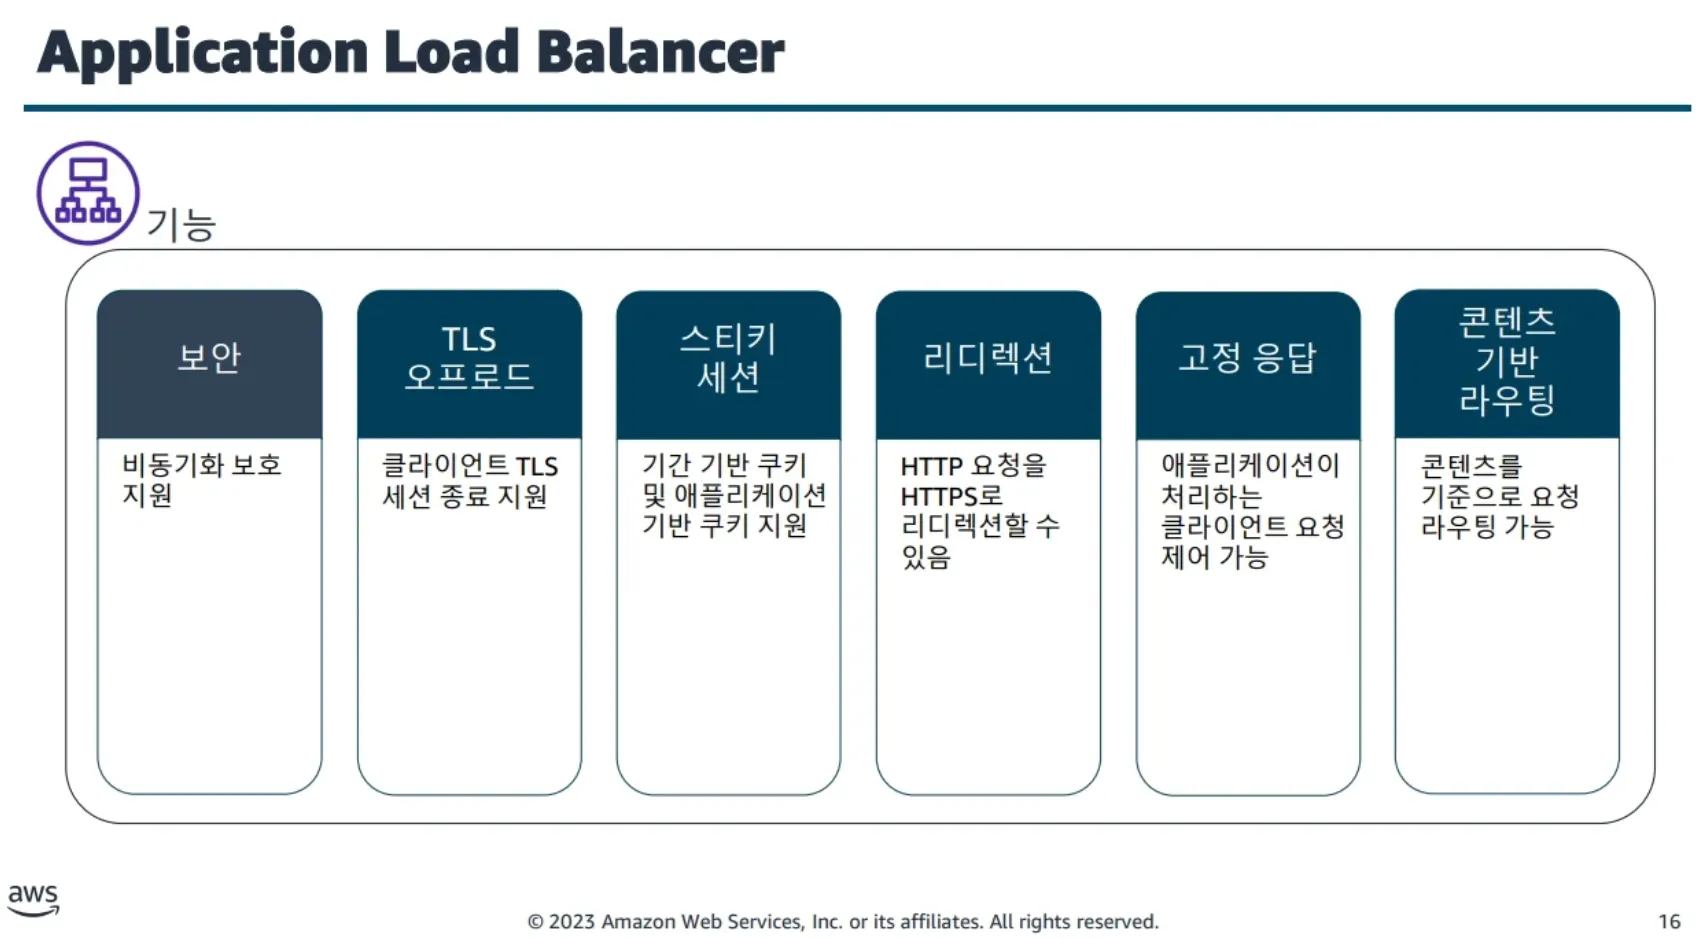 Application Load Balancer
기능
보안
비동기화 보호
지원
TLS
오프로드
클라이언트 TLS
세션 종료 지원
스티키
세션
기간 기반 쿠키
및 애플리케이션
기반 쿠키 지원
리디렉션
HTTP 요청을
HTTPS로
리디렉션할 수
있음
고정 응답
애플리케이션이
처리하는
클라이언트 요청
제어 가능
콘텐츠
기반
라우팅
콘텐츠를
기준으로 요청
라우팅 가능
aws
© 2023 Amazon Web Services, Inc. or its affiliates. All rights reserved.
16